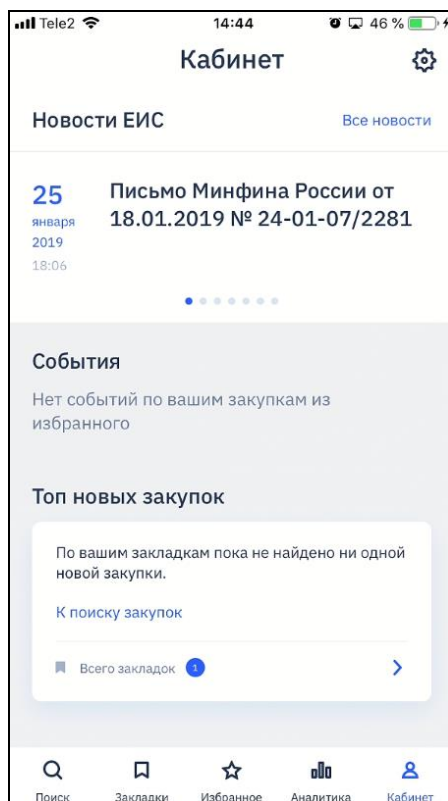 Tele2 14:44 46 %
Кабинет
Новости ЕИС Все новости
25 Письмо Минфина России от
января 18.01.2019 № 24-01-07/2281
2019
18:06
События
Нет событий по вашим закупкам из
избранного
Топ новых закупок
По вашим закладкам пока не найдено ни одной
новой закупки.
К поиску закупок
Всего закладок 1
Поиск Закладки Избранное Аналитика Кабинет